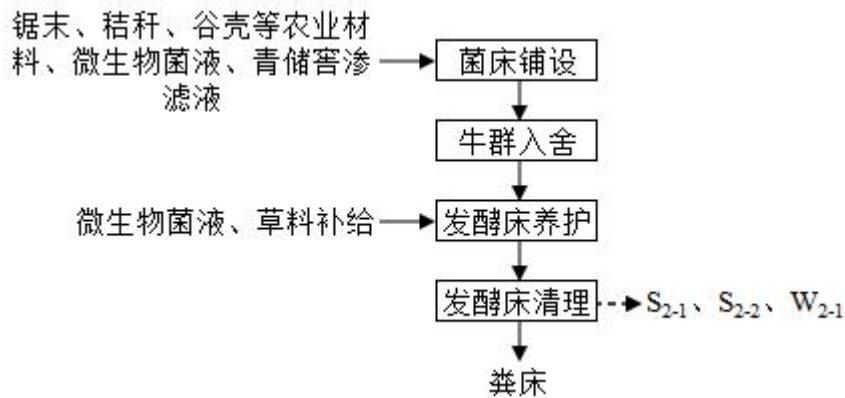 锯末、秸秆、谷壳等农业材
料、微生物菌液、青储窖渗
滤液
菌床铺设
牛群入舍
微生物菌液、草料补给
发酵床养护
发酵床清理
S2-1、S2-2、W2-1
粪床